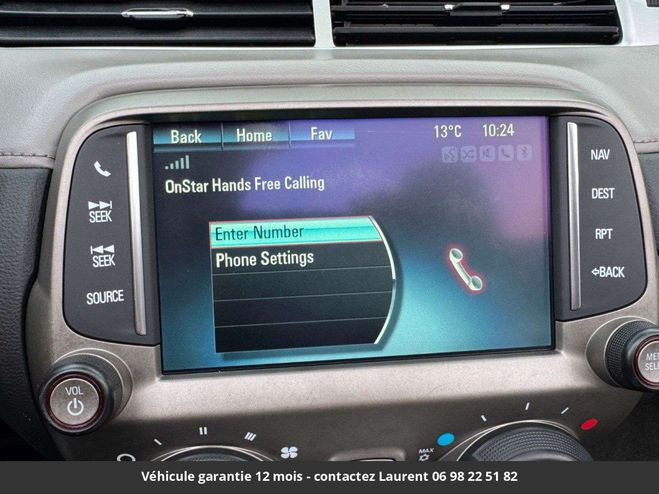 Back Home Fav 13°C 10:24
OnStar Hands Free Calling
Enter Number
Phone Settings
SEEK
SEEK
SOURCE
VOL
NAV
DEST
RPT
BACK
MAX
Véhicule garantie 12 mois - contactez Laurent 06 98 22 51 82